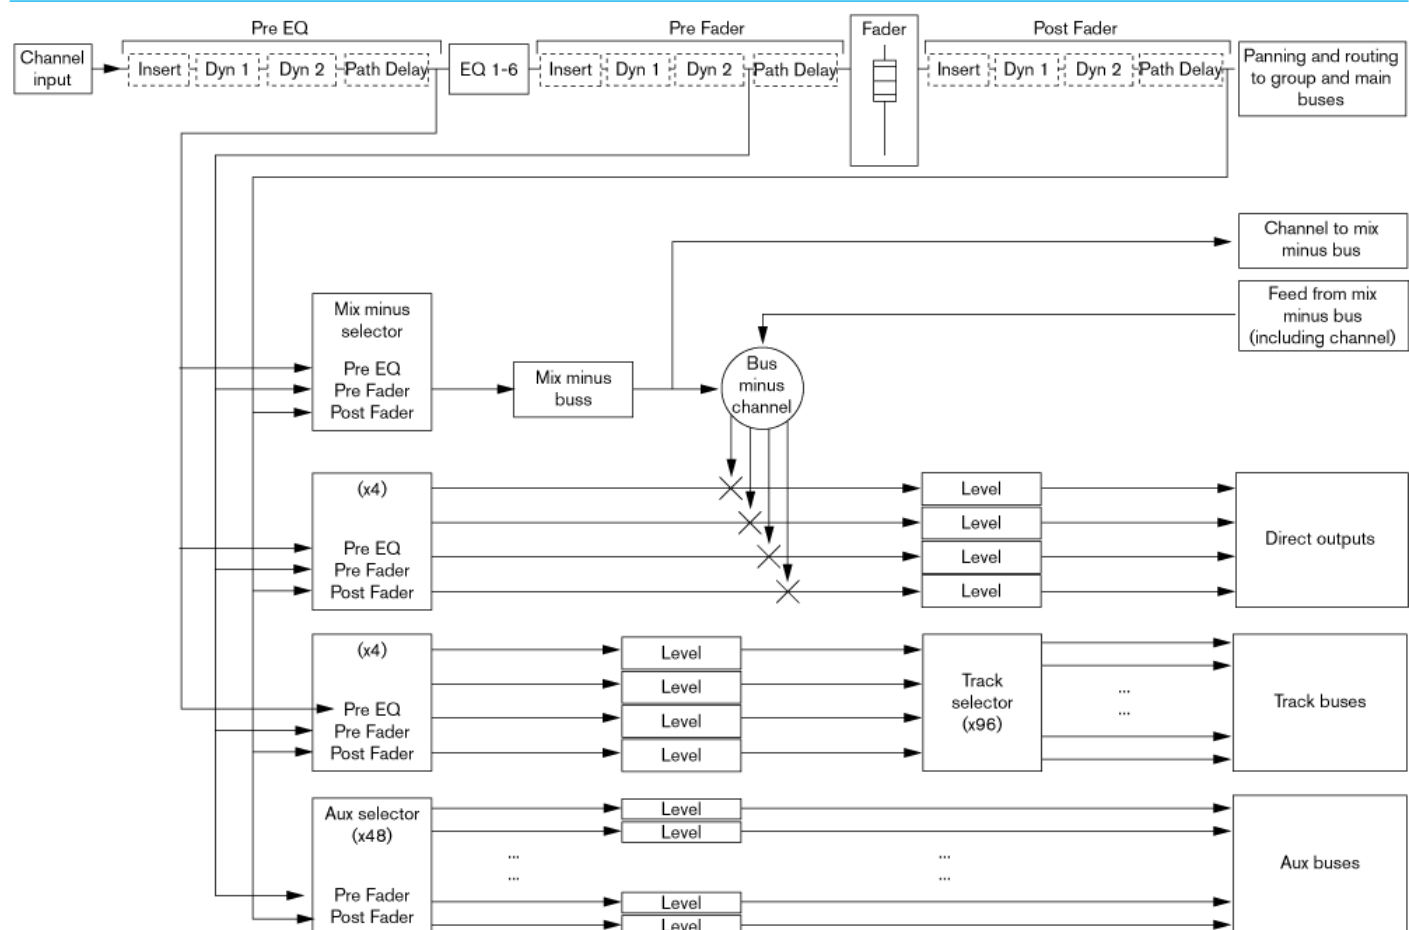 Pre EQ
Pre Fader
Fader
Post Fader
Channel
input
Insert
Dyn 1
Dyn 2
Path Delay
EQ 1-6
Insert
Dyn 1
Dyn 2
Path Delay
Insert
Dyn 1
Dyn 2
Path Delay
Panning and routing
to group and main
buses
Channel to mix
minus bus
Feed from mix
minus bus
(including channel)
Mix minus
selector
Pre EQ
Pre Fader
Post Fader
Mix minus
buss
Bus
minus
channel
(x4)
Pre EQ
Pre Fader
Post Fader
Level
Level
Level
Level
Direct outputs
(x4)
Pre EQ
Pre Fader
Post Fader
Level
Level
Level
Level
Track
selector
(x96)
...
...
Track buses
Aux selector
(x48)
Pre Fader
Post Fader
Level
Level
...
...
...
...
Level
Level
Aux buses